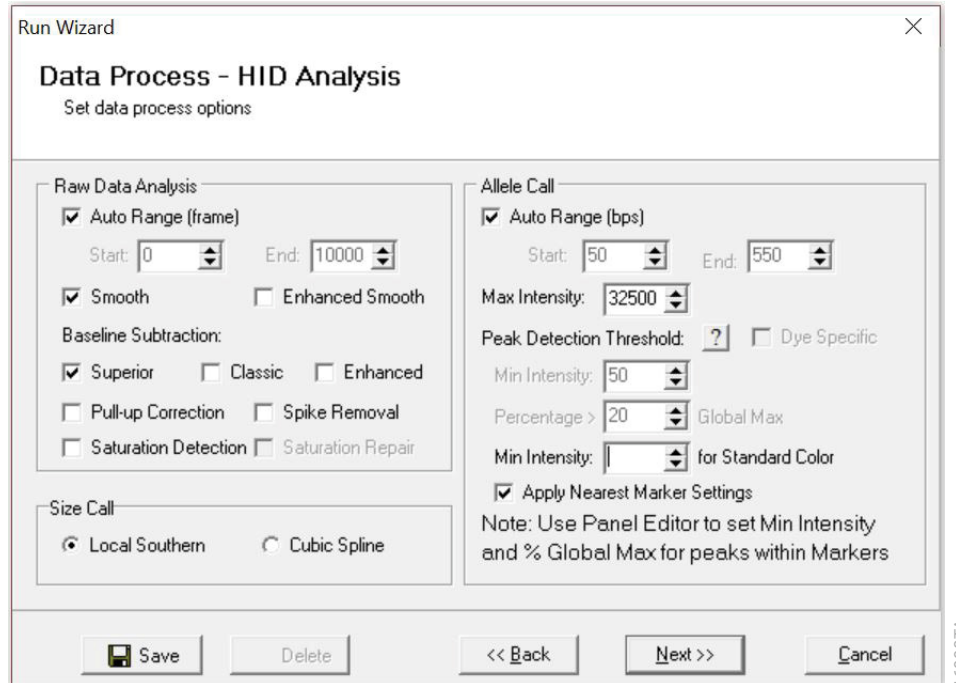 Run Wizard
Data Process - HID Analysis
Set data process options
Raw Data Analysis
Auto Range (frame)
Start: 0 End: 10000
Smooth Enhanced Smooth
Baseline Subtraction:
Superior Classic Enhanced
Pull-up Correction Spike Removal
Saturation Detection Saturation Repair
Size Call
Local Southern Cubic Spline
Allele Call
Auto Range (bps)
Start: 50 End: 550
Max Intensity: 32500
Peak Detection Threshold: ? Dye Specific
Min Intensity: 50
Percentage > 20 Global Max
Min Intensity: for Standard Color
Apply Nearest Marker Settings
Note: Use Panel Editor to set Min Intensity
and % Global Max for peaks within Markers
Save Delete << Back Next >> Cancel